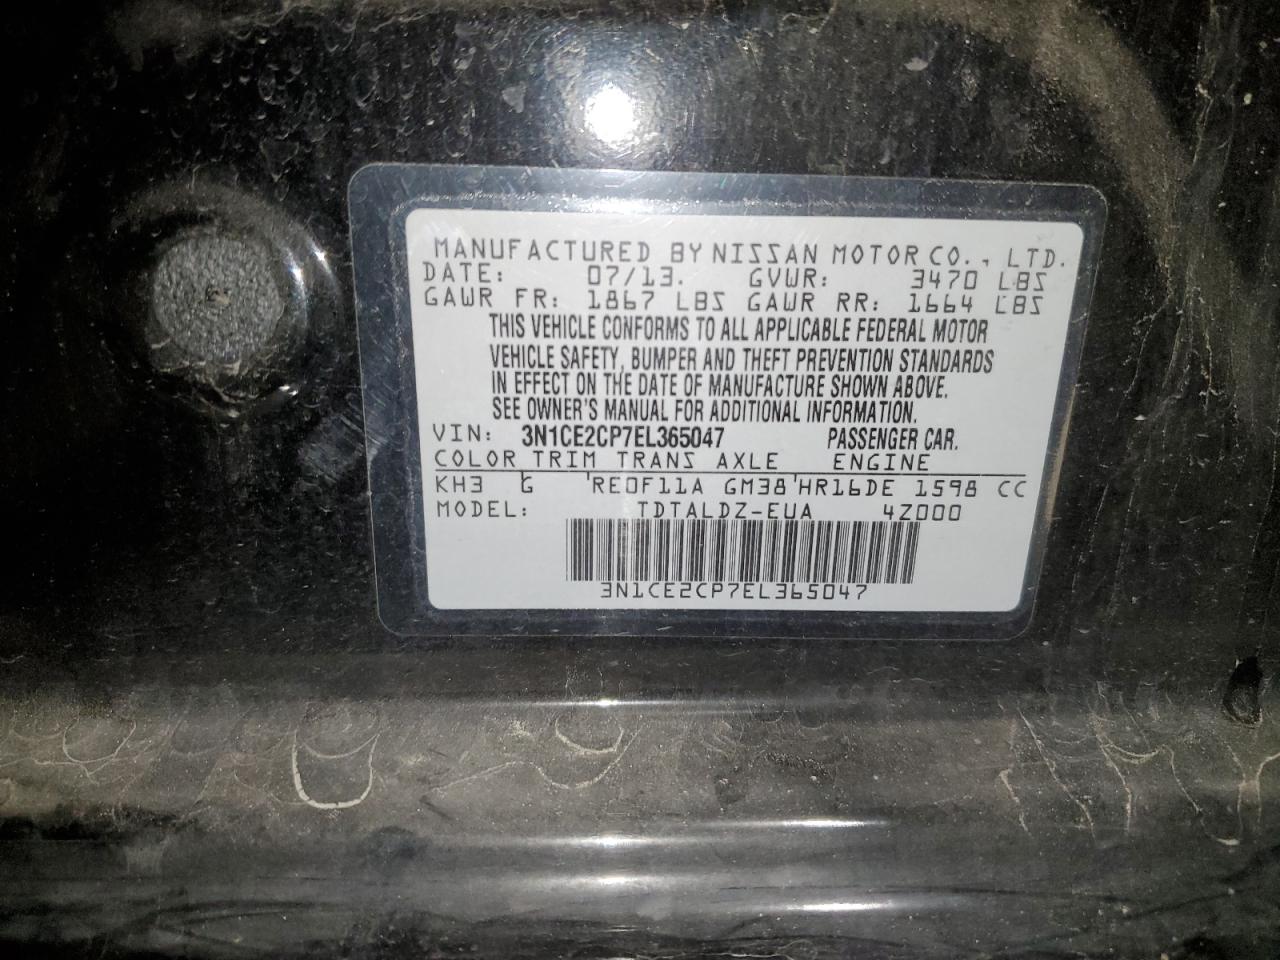 MANUFACTURED BY NISSAN MOTOR CO., LTD.
DATE: 07/13. GVWR: 3470 LBS
GAWR FR: 1867 LBS GAWR RR: 1664 LBS
THIS VEHICLE CONFORMS TO ALL APPLICABLE FEDERAL MOTOR
VEHICLE SAFETY, BUMPER AND THEFT PREVENTION STANDARDS
IN EFFECT ON THE DATE OF MANUFACTURE SHOWN ABOVE.
SEE OWNER'S MANUAL FOR ADDITIONAL INFORMATION.
VIN: 3N1CE2CP7EL365047 PASSENGER CAR.
COLOR TRIM TRANS AXLE ENGINE
KH3 G RE0F11A GM38 HR16DE 1598 CC
MODEL: TDTALDZ-EUA 4Z000
3N1CE2CP7EL365047